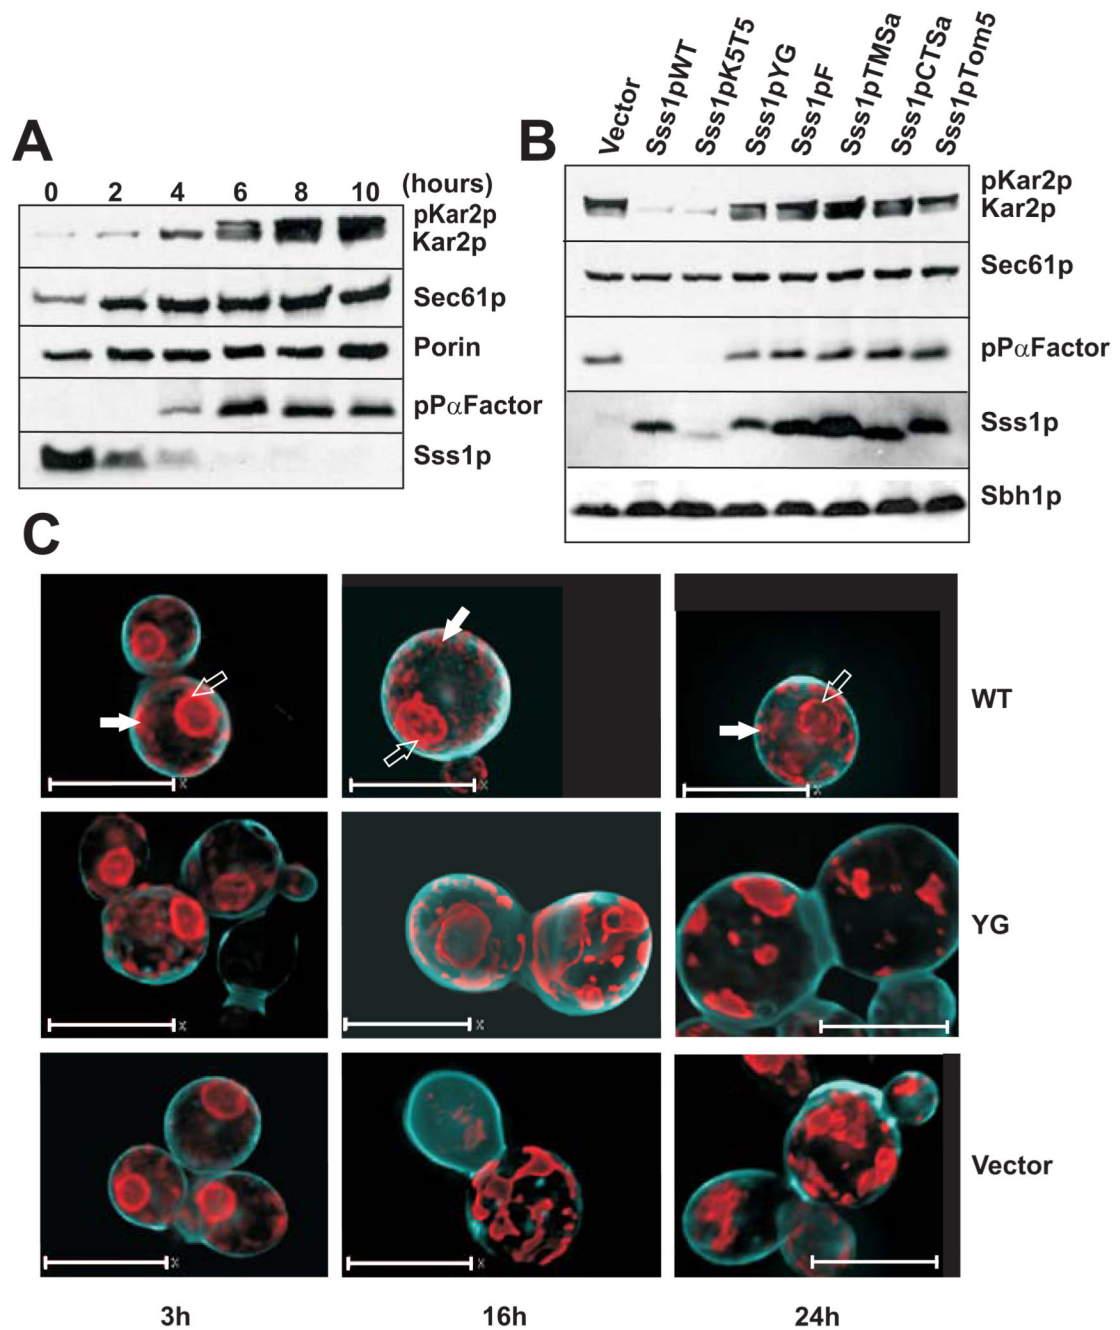 A
0 2 4 6 8 10 (hours)
pKar2p
Kar2p
Sec61p
Porin
pPαFactor
Sss1p
B
Vector Sss1pWT Sss1pK5T5 Sss1pYG Sss1pF Sss1pTMSa Sss1pCTSa Sss1pTom5
pKar2p
Kar2p
Sec61p
pPαFactor
Sss1p
Sbh1p
C
WT
YG
Vector
3h 16h 24h